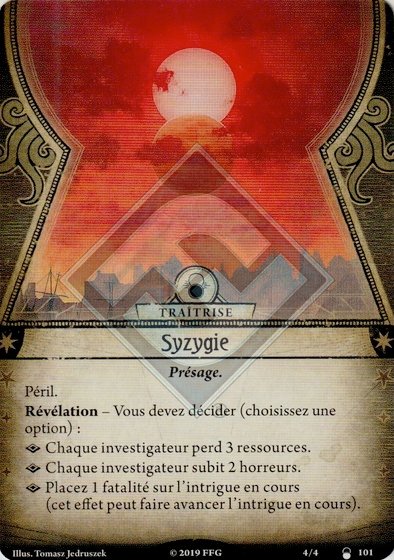 TRAÎTRISE
Syzygie
Présage.
Péril.
Révélation – Vous devez décider (choisissez une
option) :
Chaque investigateur perd 3 ressources.
Chaque investigateur subit 2 horreurs.
Placez 1 fatalité sur l'intrigue en cours
(cet effet peut faire avancer l'intrigue en cours).
Illus. Tomasz Jedruszek © 2019 FFG 4/4 101